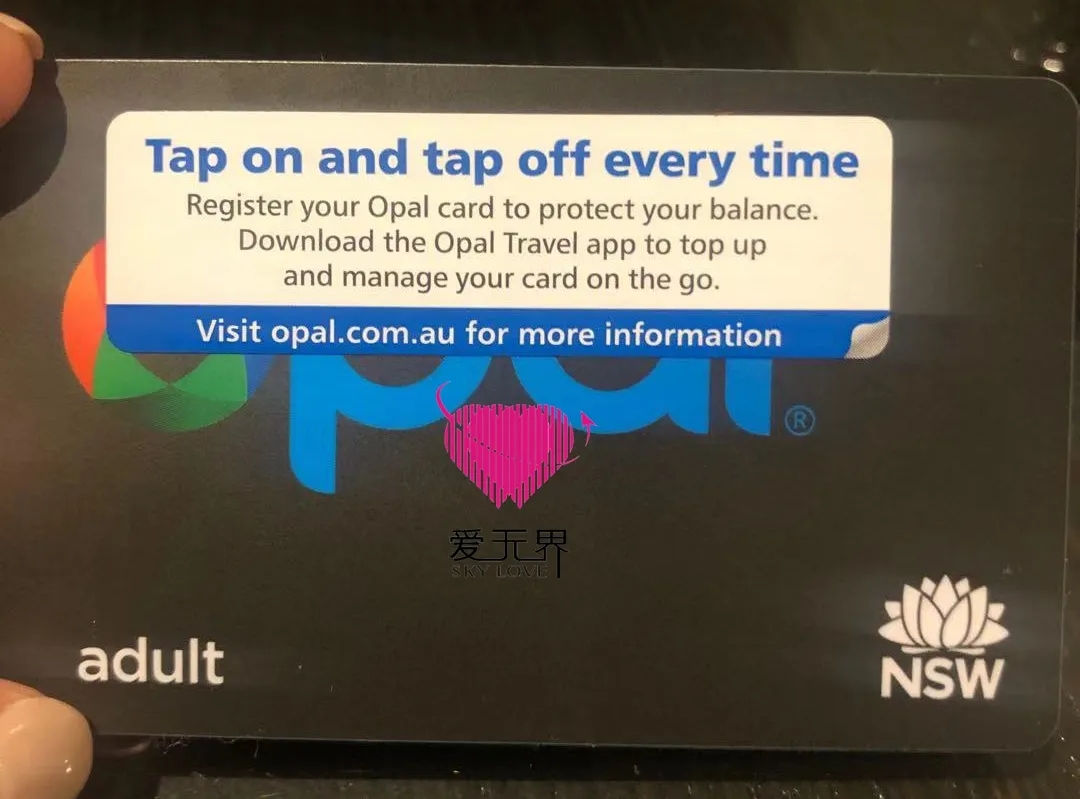 Tap on and tap off every time
Register your Opal card to protect your balance.
Download the Opal Travel app to top up
and manage your card on the go.
Visit opal.com.au for more information
opal®
爱无界
SKY LOVE
adult
NSW